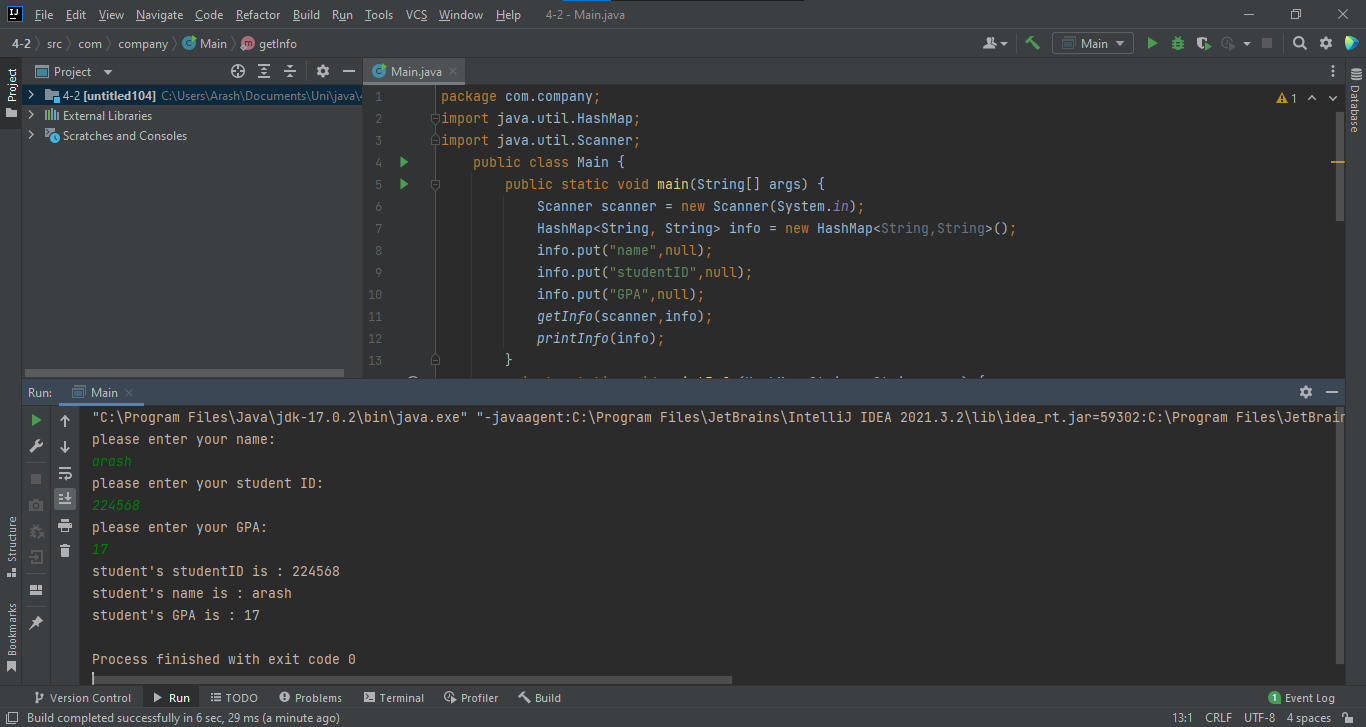 File Edit View Navigate Code Refactor Build Run Tools VCS Window Help 4-2 - Main.java
4-2 src com company Main getInfo Main
Project Project Main.java
4-2 [untitled104] C:\Users\Arash\Documents\Uni\java\
External Libraries
Scratches and Consoles
1 package com.company;
2 import java.util.HashMap;
3 import java.util.Scanner;
4 public class Main {
5 public static void main(String[] args) {
6 Scanner scanner = new Scanner(System.in);
7 HashMap<String, String> info = new HashMap<String,String>();
8 info.put("name",null);
9 info.put("studentID",null);
10 info.put("GPA",null);
11 getInfo(scanner,info);
12 printInfo(info);
13 }
1
Database
Run: Main
"C:\Program Files\Java\jdk-17.0.2\bin\java.exe" "-javaagent:C:\Program Files\JetBrains\IntelliJ IDEA 2021.3.2\lib\idea_rt.jar=59302:C:\Program Files\JetBrain
please enter your name:
arash
please enter your student ID:
224568
please enter your GPA:
17
student's studentID is : 224568
student's name is : arash
student's GPA is : 17
Process finished with exit code 0
Structure
Bookmarks
Version Control Run TODO Problems Terminal Profiler Build 1 Event Log
Build completed successfully in 6 sec, 29 ms (a minute ago) 13:1 CRLF UTF-8 4 spaces